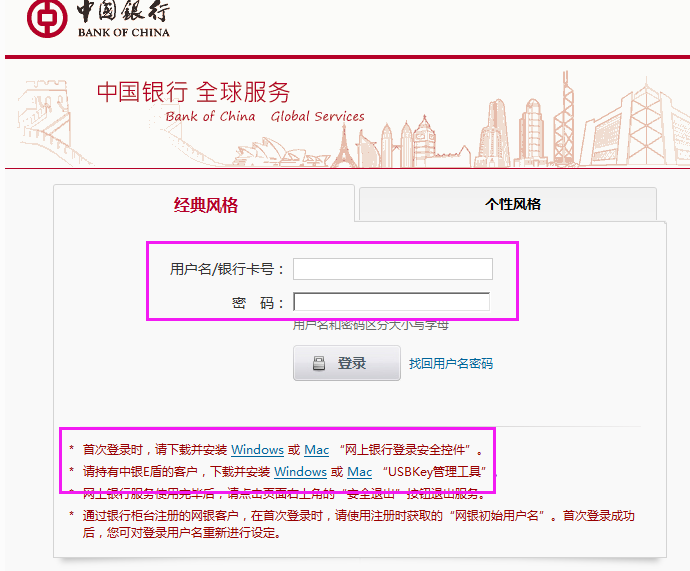 中国银行
BANK OF CHINA
中国银行 全球服务
Bank of China Global Services
经典风格
个性风格
用户名/银行卡号：
密 码：
用户名和密码区分大小写字母
登录
找回用户名密码
* 首次登录时，请下载并安装 Windows 或 Mac “网上银行登录安全控件”。
* 请持有中银E盾的客户，下载并安装 Windows 或 Mac “USBKey管理工具”。
* 网上银行服务使用完毕后，请点击页面右上角的“安全退出”按钮退出服务。
* 通过银行柜台注册的网银客户，在首次登录时，请使用注册时获取的“网银初始用户名”。首次登录成功
后，您可对登录用户名重新进行设定。